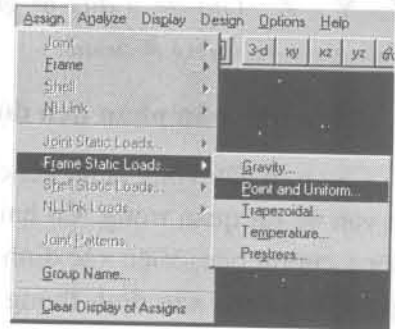 Assign Analyze Display Design Options Help
3-d xy xz yz
Joint
Frame
Shell
NLLink
Joint Static Loads...
Frame Static Loads...
Shell Static Loads...
NLLink Loads...
Joint Patterns...
Group Name...
Clear Display of Assigns
Gravity...
Point and Uniform...
Trapezoidal...
Temperature...
Prestress...